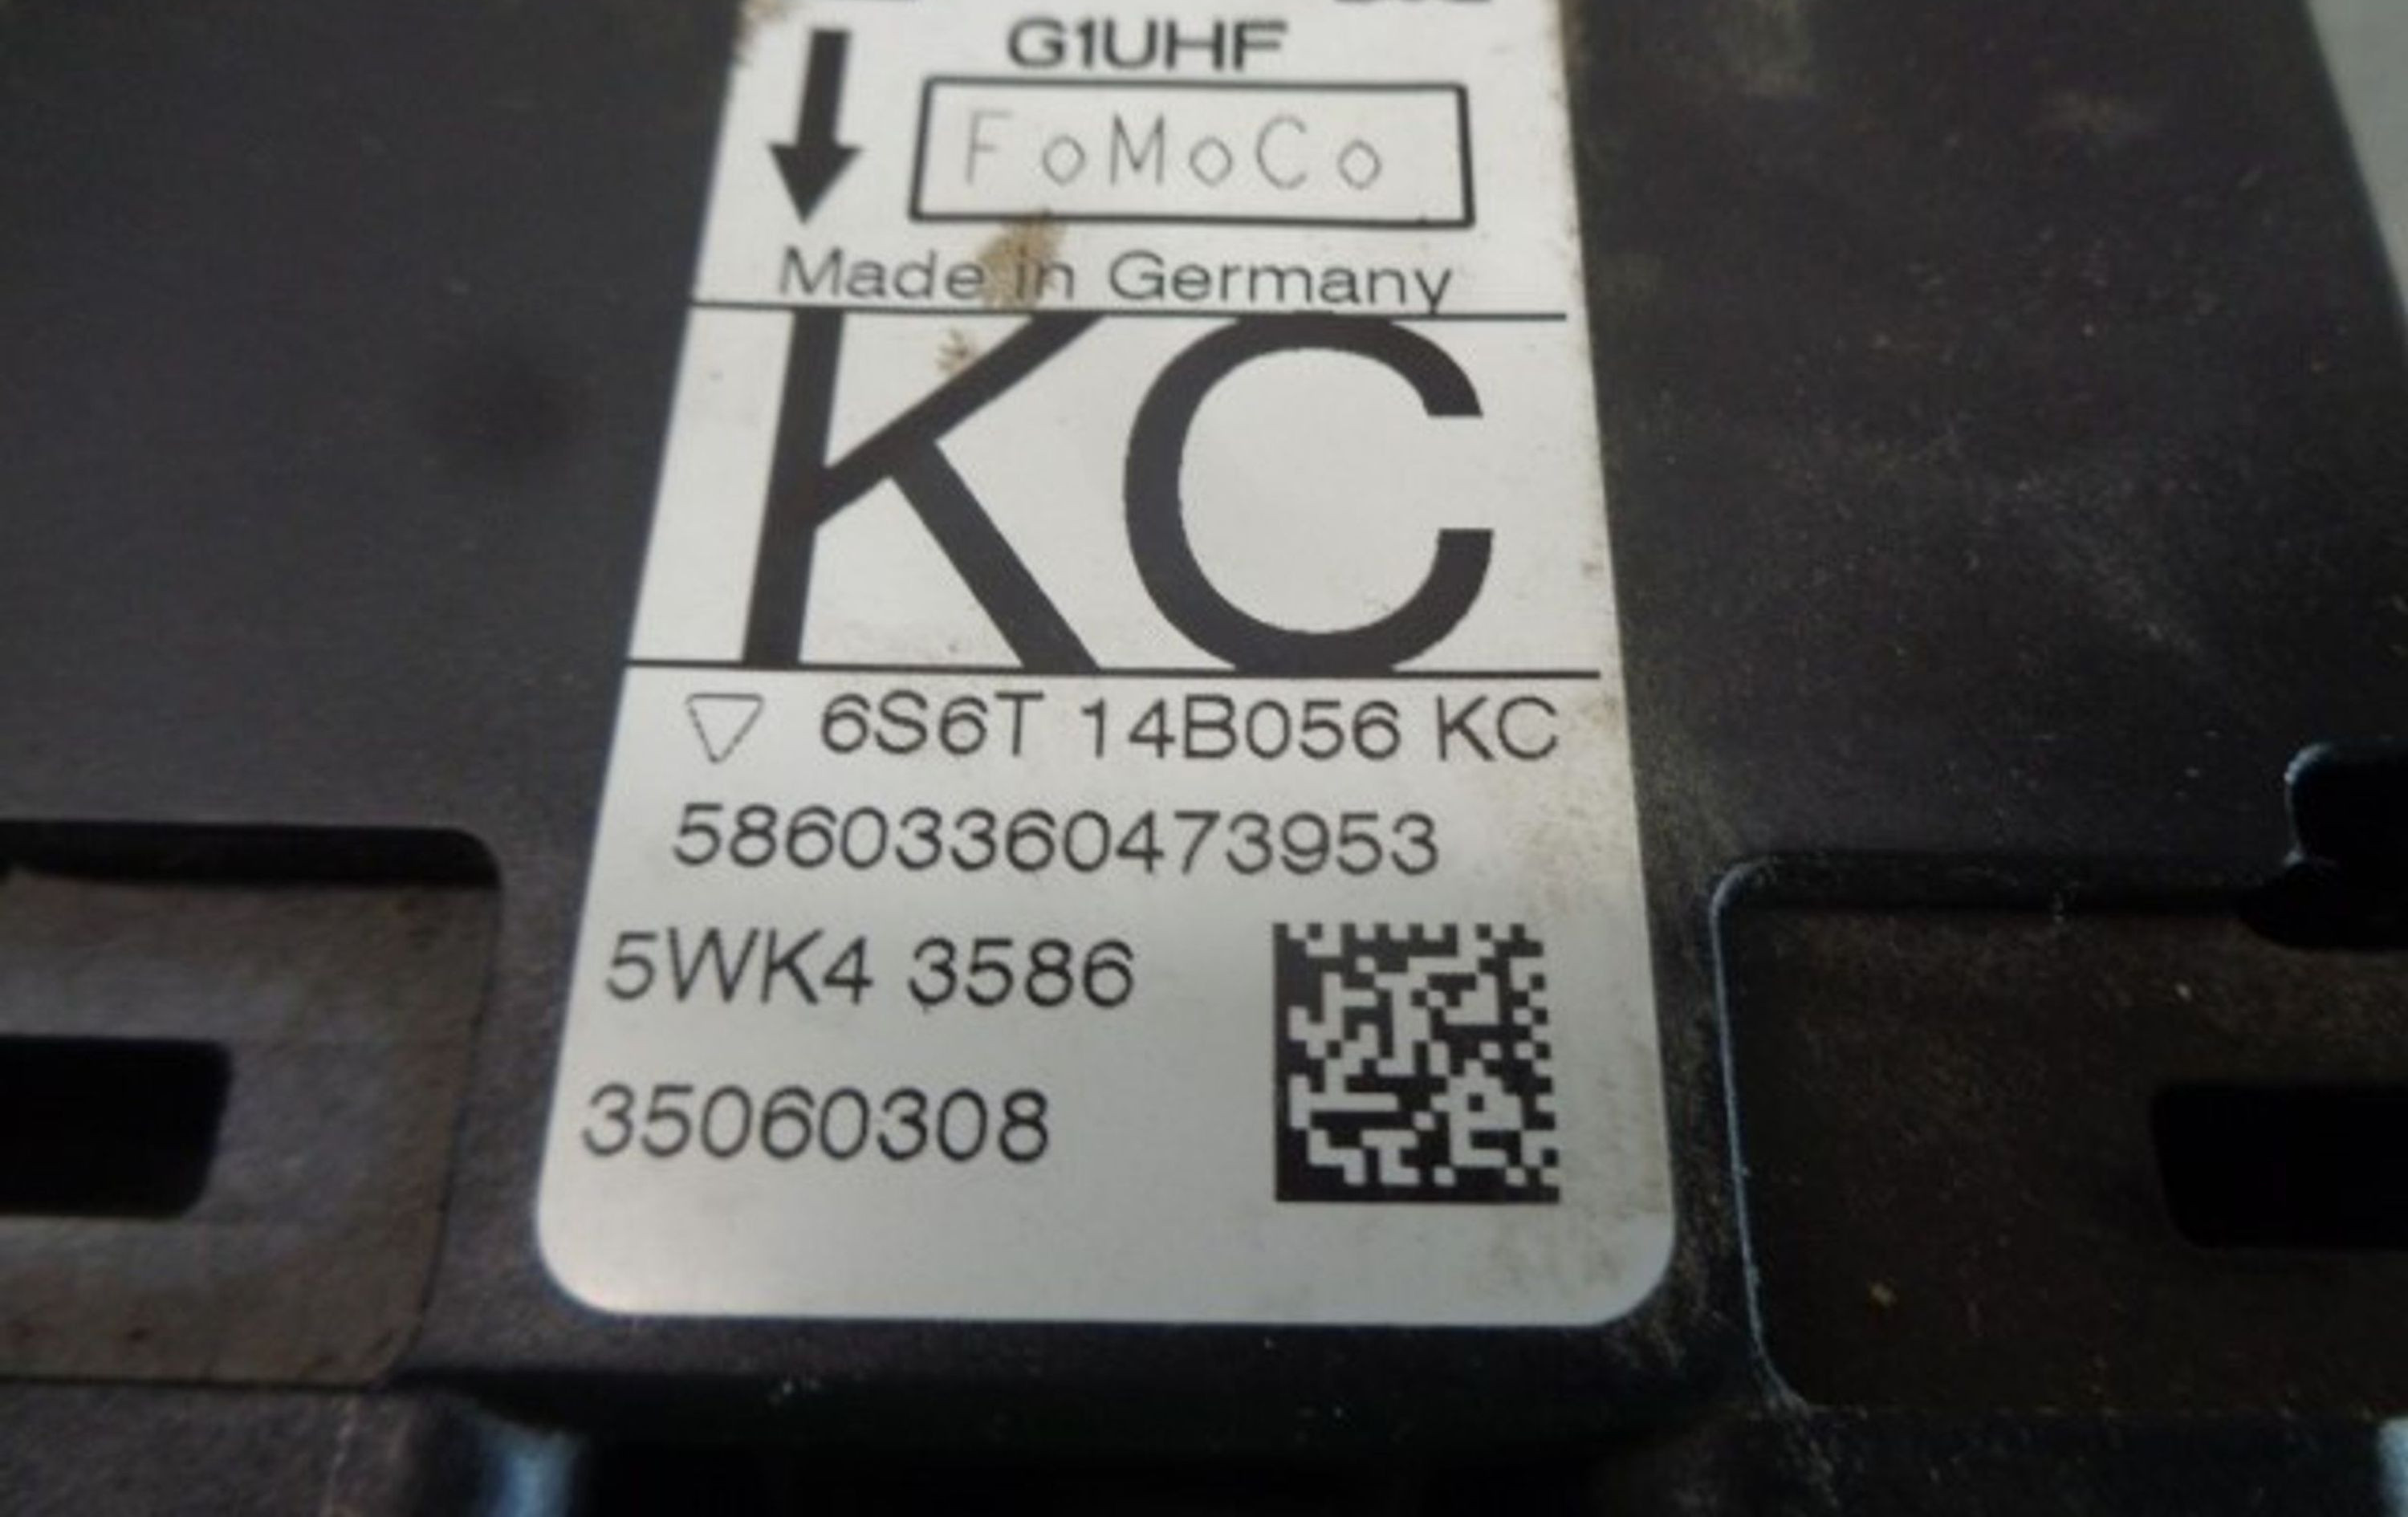 G1UHF
FoMoCo
Made in Germany
KC
6S6T 14B056 KC
58603360473953
5WK4 3586
35060308